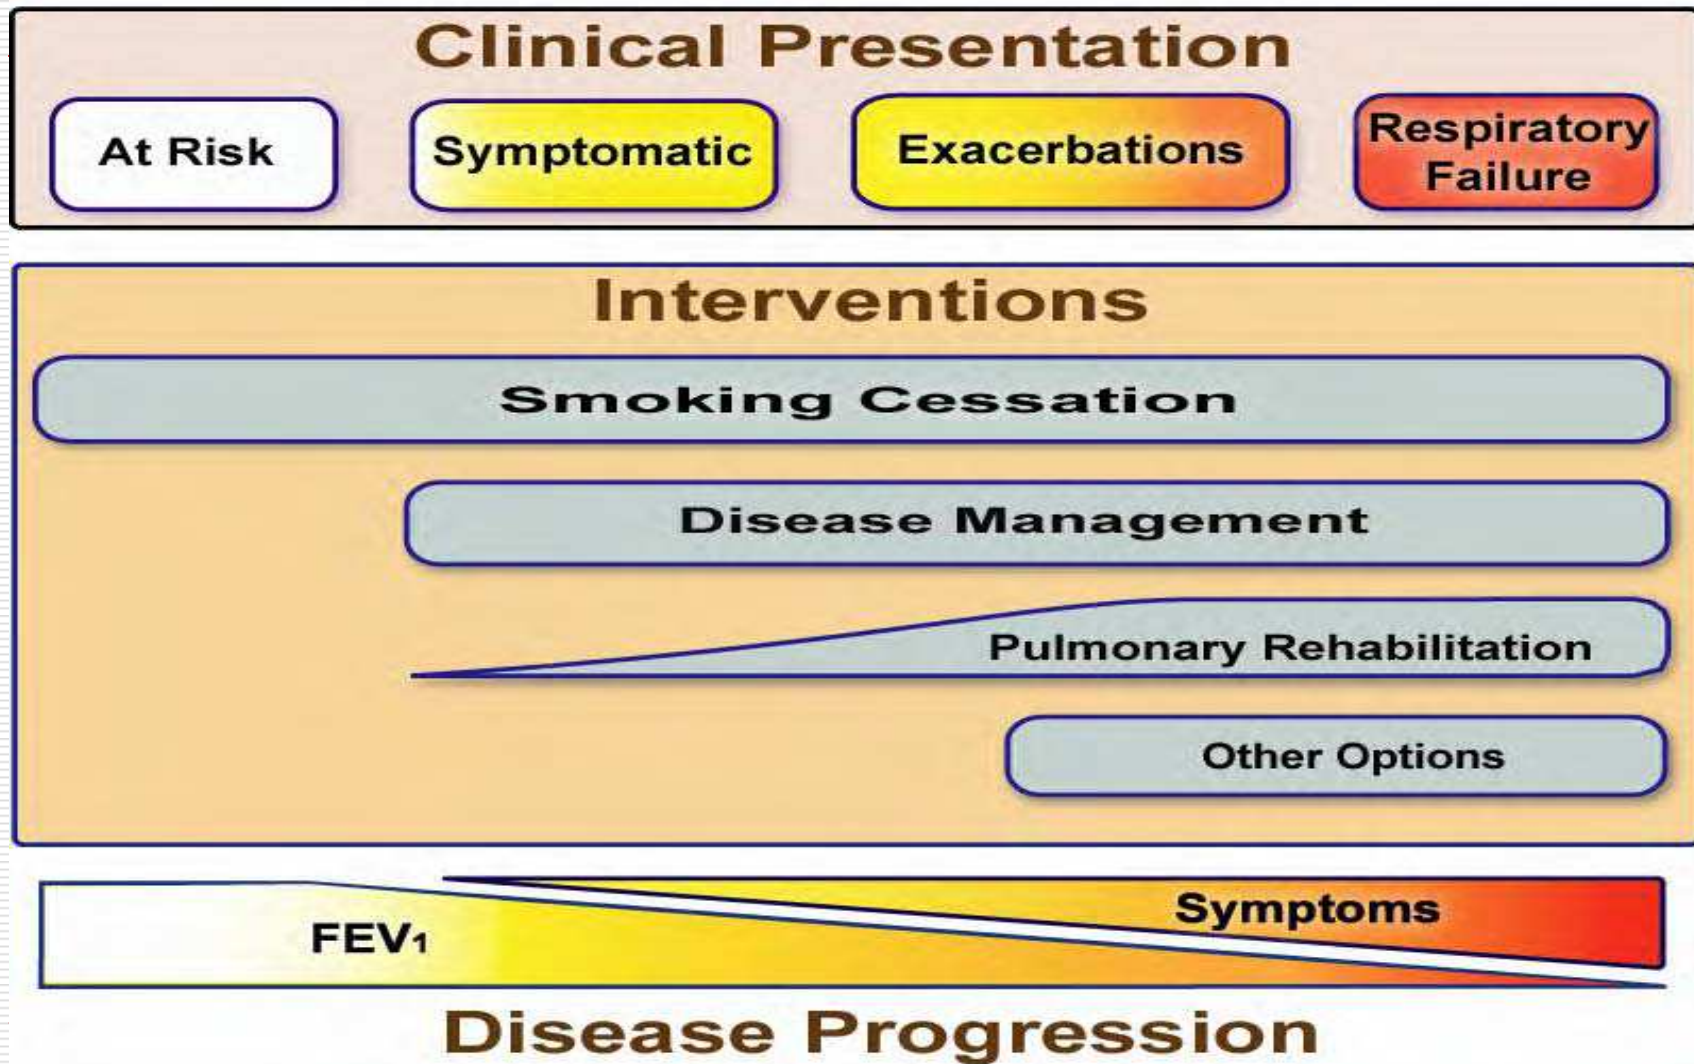 Clinical Presentation
At Risk
Symptomatic
Exacerbations
Respiratory
Failure
Interventions
Smoking Cessation
Disease Management
Pulmonary Rehabilitation
Other Options
Symptoms
FEV₁
Disease Progression